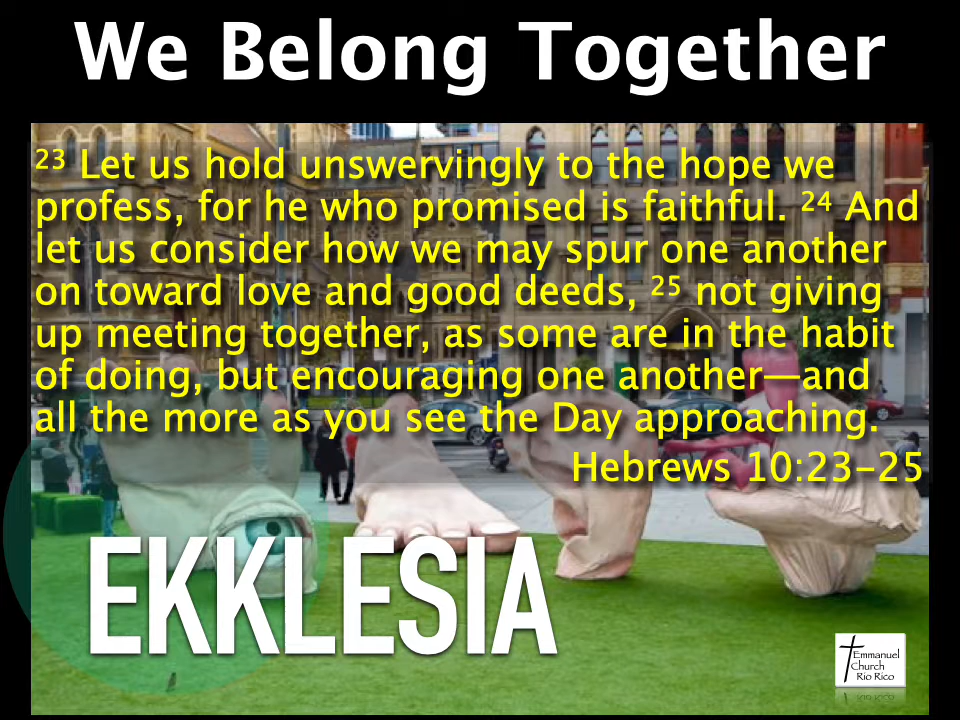 We Belong Together
23 Let us hold unswervingly to the hope we
profess, for he who promised is faithful. 24 And
let us consider how we may spur one another
on toward love and good deeds, 25 not giving
up meeting together, as some are in the habit
of doing, but encouraging one another—and
all the more as you see the Day approaching.
Hebrews 10:23–25
EKKLESIA
Emmanuel
Church
Rio Rico